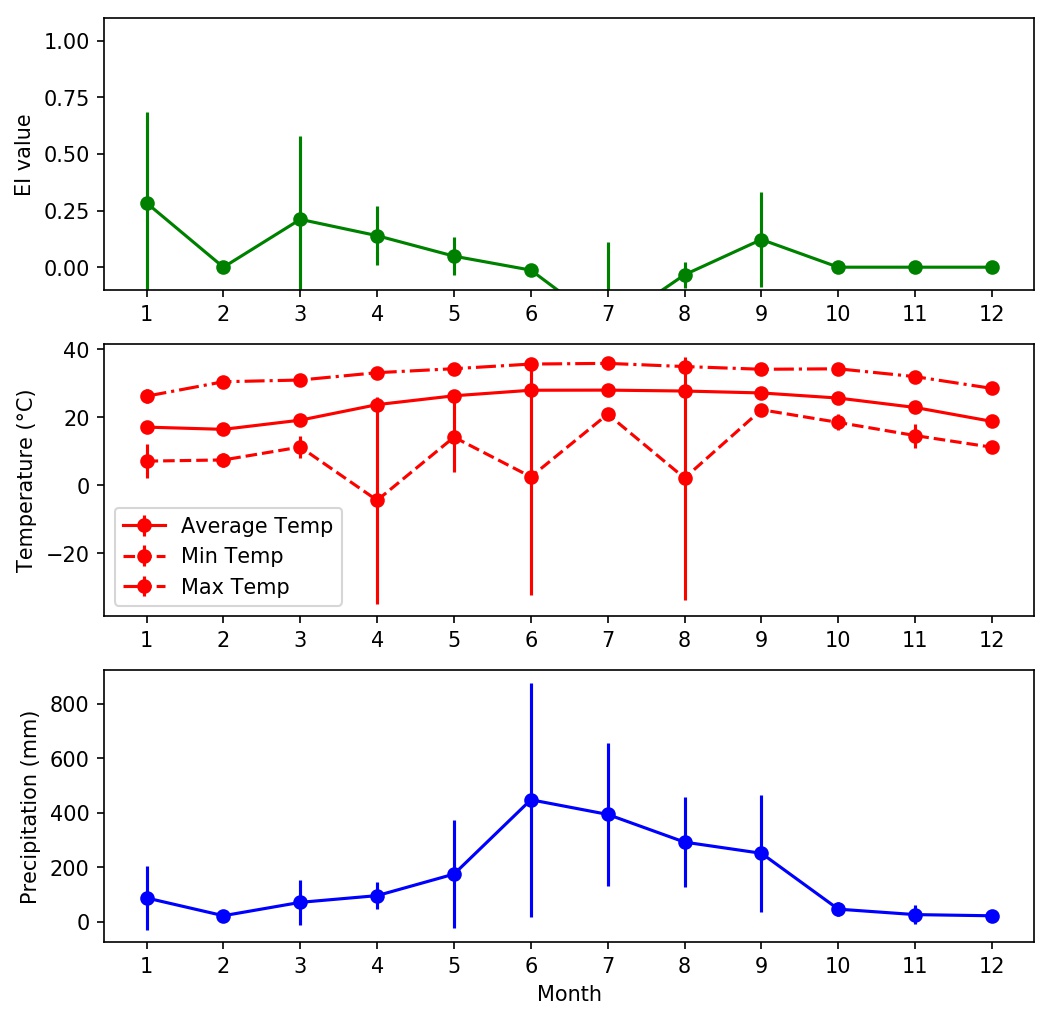 1.00
0.75
0.50
0.25
0.00
EI value
1 2 3 4 5 6 7 8 9 10 11 12
40
20
0
−20
Temperature (°C)
Average Temp
Min Temp
Max Temp
1 2 3 4 5 6 7 8 9 10 11 12
800
600
400
200
0
Precipitation (mm)
1 2 3 4 5 6 7 8 9 10 11 12
Month